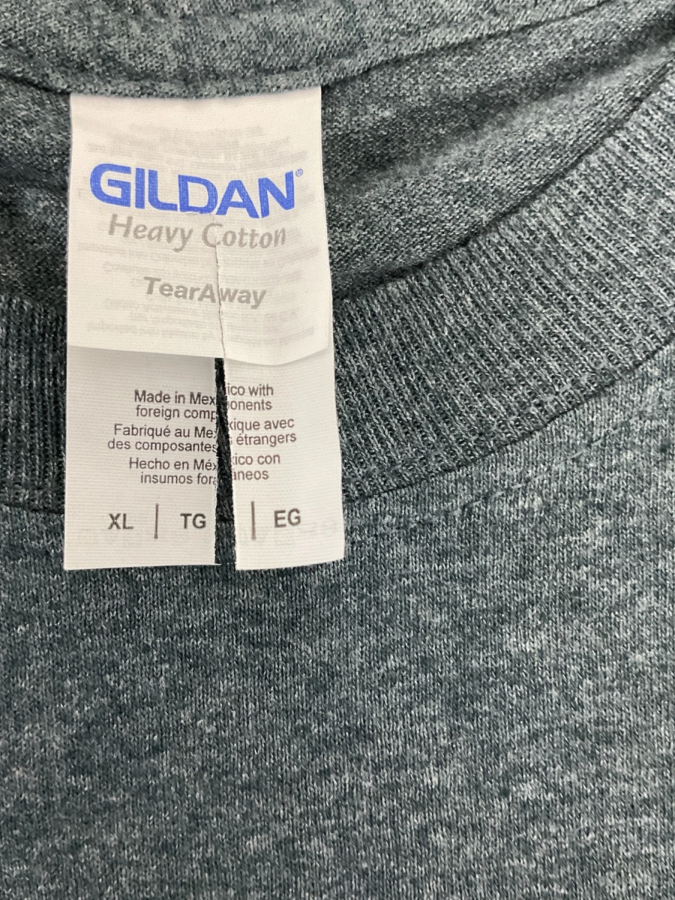 GILDAN®
Heavy Cotton
TearAway
Made in Mexico with
foreign components
Fabriqué au Mexique avec
des composantes étrangers
Hecho en México con
insumos foráneos
XL | TG | EG